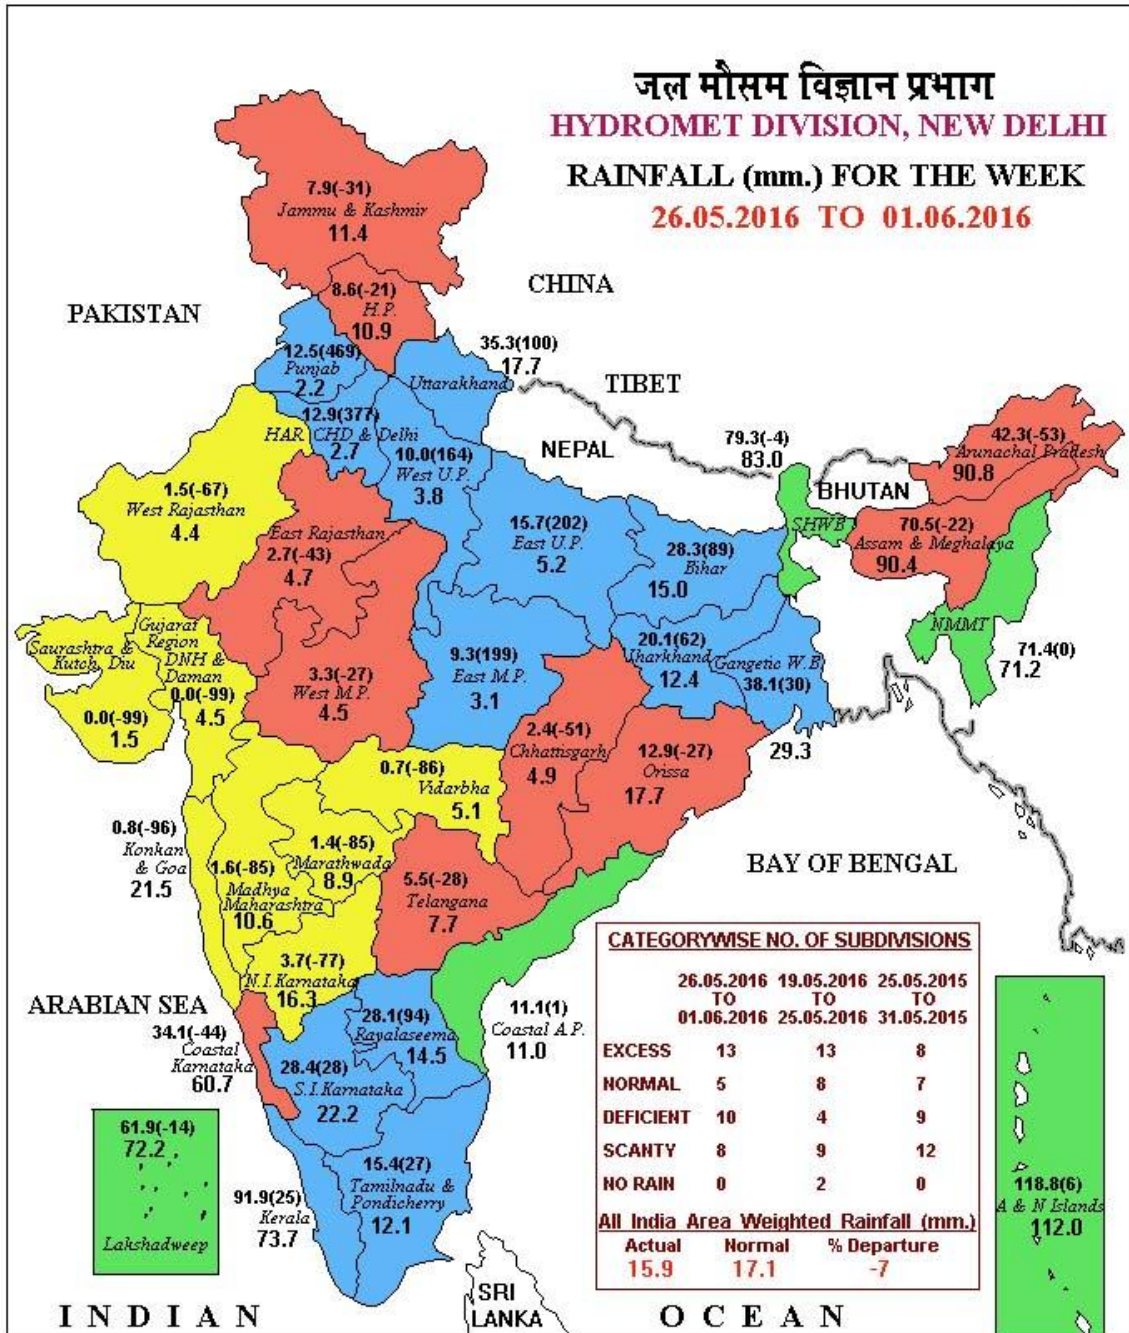 जल मौसम विज्ञान प्रभाग
HYDROMET DIVISION, NEW DELHI
RAINFALL (mm.) FOR THE WEEK
26.05.2016 TO 01.06.2016
7.9(-31)
Jammu & Kashmir
11.4
CHINA
8.6(-21)
H.P.
10.9
PAKISTAN
35.3(100)
17.7
Uttarakhand
12.5(469)
Punjab
2.2
TIBET
12.9(377)
HAR. CHD & Delhi
2.7
NEPAL
79.3(-4)
83.0
SHWB
BHUTAN
42.3(-53)
Arunachal Pradesh
90.8
10.0(164)
West U.P.
3.8
1.5(-67)
West Rajasthan
4.4
East Rajasthan
2.7(-43)
4.7
15.7(202)
East U.P.
5.2
28.3(89)
Bihar
15.0
70.5(-22)
Assam & Meghalaya
90.4
NMMT
71.4(0)
71.2
Saurashtra &
Kutch, Diu
0.0(-99)
1.5
Gujarat
Region
DNH &
Daman
0.0(-99)
4.5
3.3(-27)
West M.P.
4.5
9.3(199)
East M.P.
3.1
20.1(62)
Jharkhand
12.4
Gangetic W.B
38.1(30)
29.3
2.4(-51)
Chhattisgarh
4.9
12.9(-27)
Orissa
17.7
0.7(-86)
Vidarbha
5.1
0.8(-96)
Konkan
& Goa
21.5
1.4(-85)
Marathwada
8.9
1.6(-85)
Madhya
Maharashtra
10.6
5.5(-28)
Telangana
7.7
BAY OF BENGAL
3.7(-77)
N.I.Karnataka
16.3
ARABIAN SEA
34.1(-44)
Coastal
Karnataka
60.7
28.1(94)
Rayalaseema
14.5
11.1(1)
Coastal A.P.
11.0
28.4(28)
S.I.Karnataka
22.2
61.9(-14)
72.2
Lakshadweep
15.4(27)
Tamilnadu &
Pondicherry
12.1
91.9(25)
Kerala
73.7
CATEGORYWISE NO. OF SUBDIVISIONS
26.05.2016 19.05.2016 25.05.2015
TO TO TO
01.06.2016 25.05.2016 31.05.2015
EXCESS 13 13 8
NORMAL 5 8 7
DEFICIENT 10 4 9
SCANTY 8 9 12
NO RAIN 0 2 0
All India Area Weighted Rainfall (mm.)
Actual Normal % Departure
15.9 17.1 -7
118.8(6)
A & N Islands
112.0
SRI
LANKA
INDIAN OCEAN